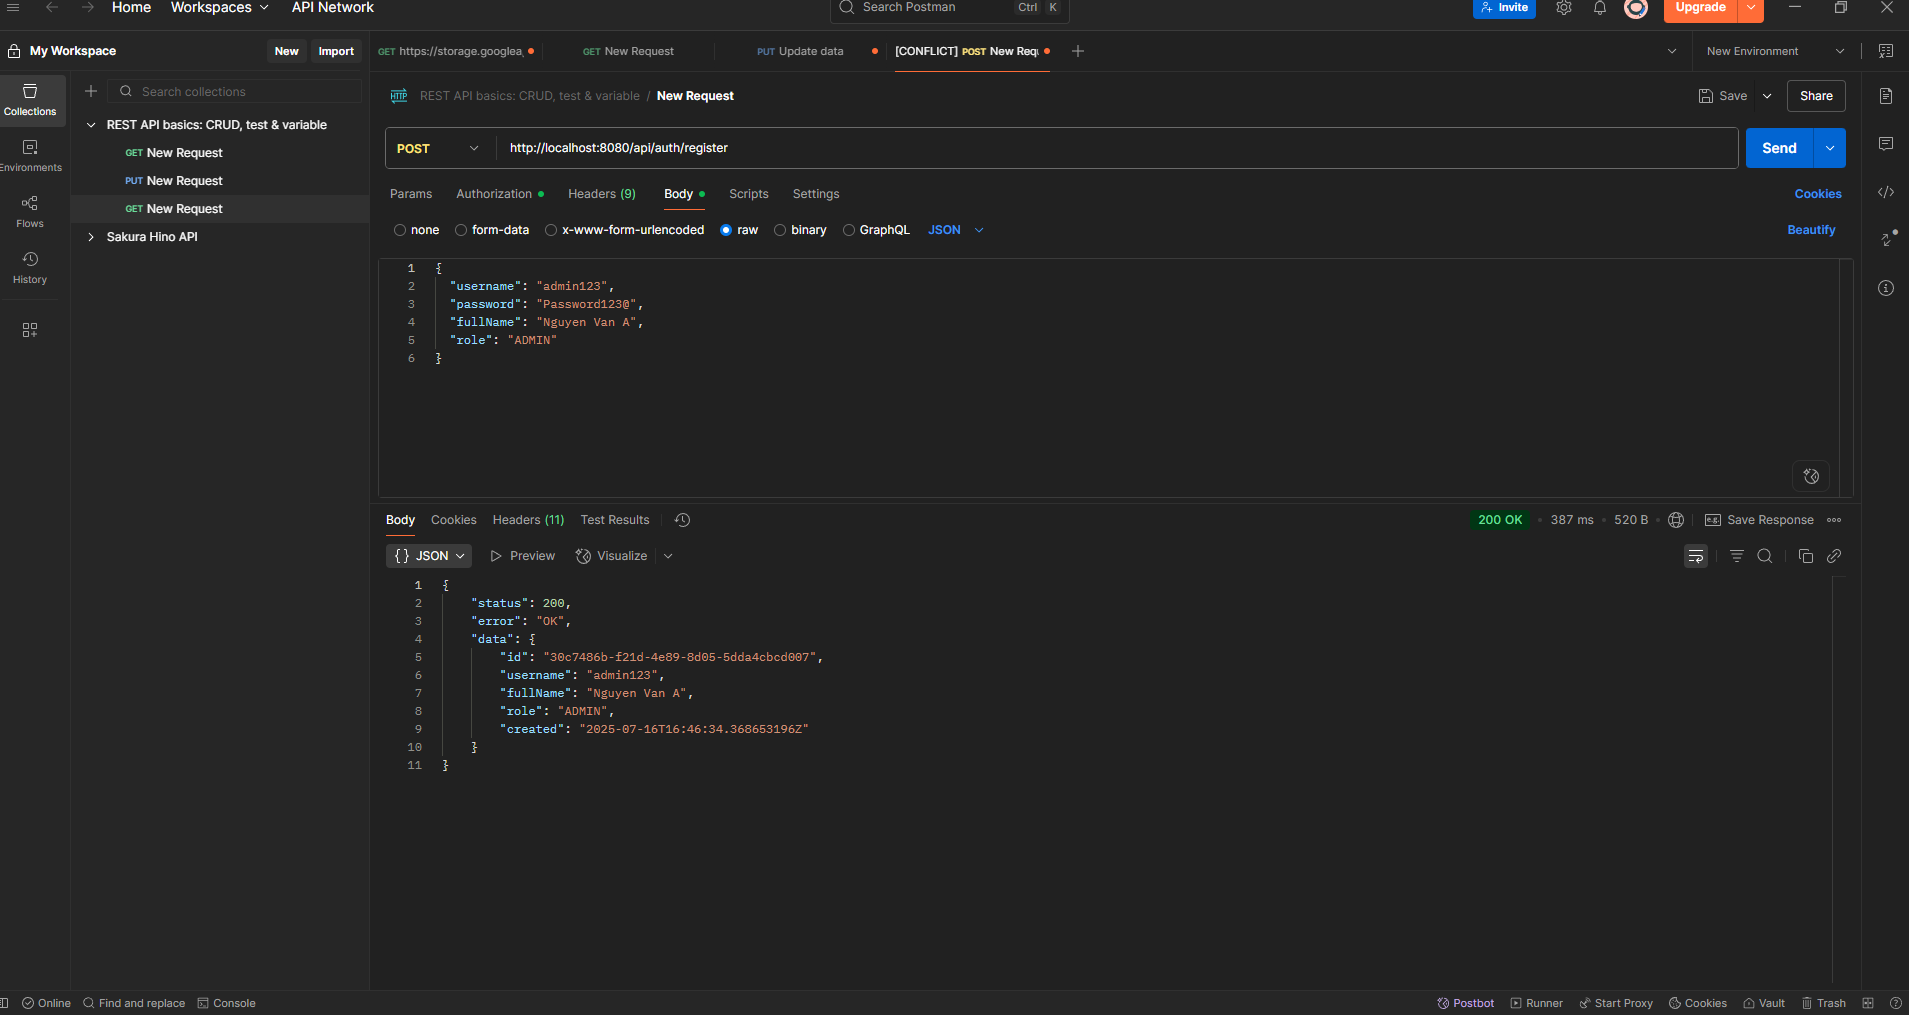 Home Workspaces API Network Search Postman Ctrl K Invite Upgrade
My Workspace New Import
GET https://storage.googlea GET New Request PUT Update data [CONFLICT] POST New Requ New Environment
Collections
Environments
Flows
History
Search collections
REST API basics: CRUD, test & variable
GET New Request
PUT New Request
GET New Request
Sakura Hino API
HTTP REST API basics: CRUD, test & variable / New Request Save Share
POST http://localhost:8080/api/auth/register Send
Params Authorization Headers (9) Body Scripts Settings Cookies
none form-data x-www-form-urlencoded raw binary GraphQL JSON Beautify
1 {
2 "username": "admin123",
3 "password": "Password123@",
4 "fullName": "Nguyen Van A",
5 "role": "ADMIN"
6 }
Body Cookies Headers (11) Test Results 200 OK 387 ms 520 B e.g. Save Response
{} JSON Preview Visualize
1 {
2 "status": 200,
3 "error": "OK",
4 "data": {
5 "id": "30c7486b-f21d-4e89-8d05-5dda4cbcd007",
6 "username": "admin123",
7 "fullName": "Nguyen Van A",
8 "role": "ADMIN",
9 "created": "2025-07-16T16:46:34.368653196Z"
10 }
11 }
Online Find and replace Console Postbot Runner Start Proxy Cookies Vault Trash